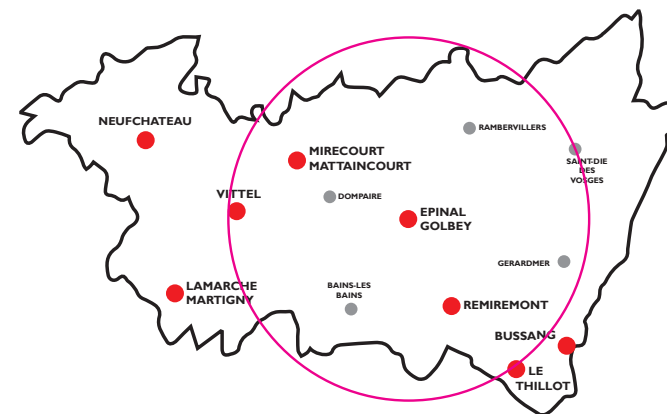 NEUFCHATEAU
RAMBERVILLERS
MIRECOURT
MATTAINCOURT
SAINT-DIE
DES
VOSGES
VITTEL
DOMPAIRE
EPINAL
GOLBEY
GERARDMER
LAMARCHE
MARTIGNY
BAINS-LES
BAINS
REMIREMONT
BUSSANG
LE
THILLOT